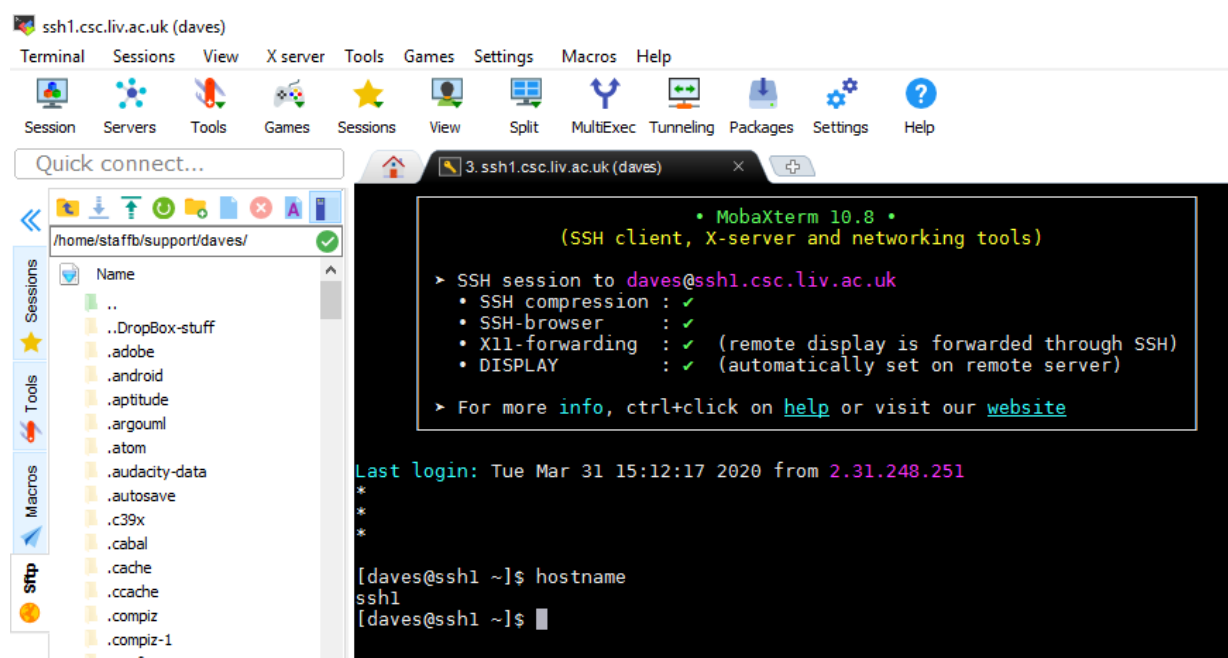 ssh1.csc.liv.ac.uk (daves)
Terminal Sessions View X server Tools Games Settings Macros Help
Session Servers Tools Games Sessions View Split MultiExec Tunneling Packages Settings Help
Quick connect...
3. ssh1.csc.liv.ac.uk (daves)
/home/staffb/support/daves/
Name
..
..DropBox-stuff
.adobe
.android
.aptitude
.argouml
.atom
.audacity-data
.autosave
.c39x
.cabal
.cache
.ccache
.compiz
.compiz-1
Sessions
Tools
Macros
Sftp
• MobaXterm 10.8 •
(SSH client, X-server and networking tools)
➤ SSH session to daves@ssh1.csc.liv.ac.uk
• SSH compression : ✔
• SSH-browser : ✔
• X11-forwarding : ✔ (remote display is forwarded through SSH)
• DISPLAY : ✔ (automatically set on remote server)
➤ For more info, ctrl+click on help or visit our website
Last login: Tue Mar 31 15:12:17 2020 from 2.31.248.251
*
*
*
[daves@ssh1 ~]$ hostname
ssh1
[daves@ssh1 ~]$